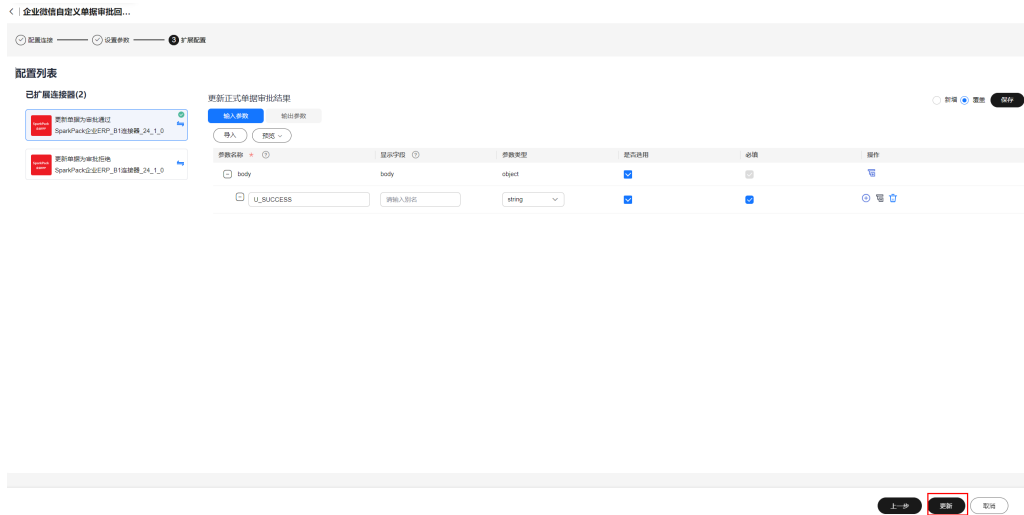 企业微信自定义单据审批回...
配置连接 设置参数 3 扩展配置
配置列表
已扩展连接器(2)
更新单据为审批通过
SparkPack企业ERP_B1连接器_24_1_0
更新单据为审批拒绝
SparkPack企业ERP_B1连接器_24_1_0
更新正式单据审批结果
新增 覆盖 保存
输入参数 输出参数
导入 预览
参数名称 * 显示字段 参数类型 是否选用 必填 操作
body body object
U_SUCCESS 请输入别名 string
上一步 更新 取消